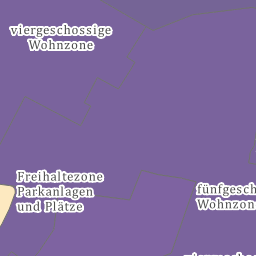 viergeschossige
Wohnzone
Freihaltezone
Parkanlagen
und Plätze
fünfgesch
Wohnzon